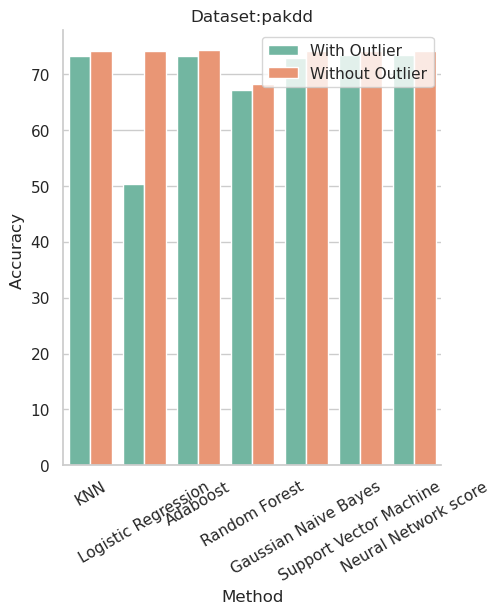 Dataset:pakdd
With Outlier
Without Outlier
Accuracy
70
60
50
40
30
20
10
0
KNN
Logistic Regression
Adaboost
Random Forest
Gaussian Naive Bayes
Support Vector Machine
Neural Network score
Method